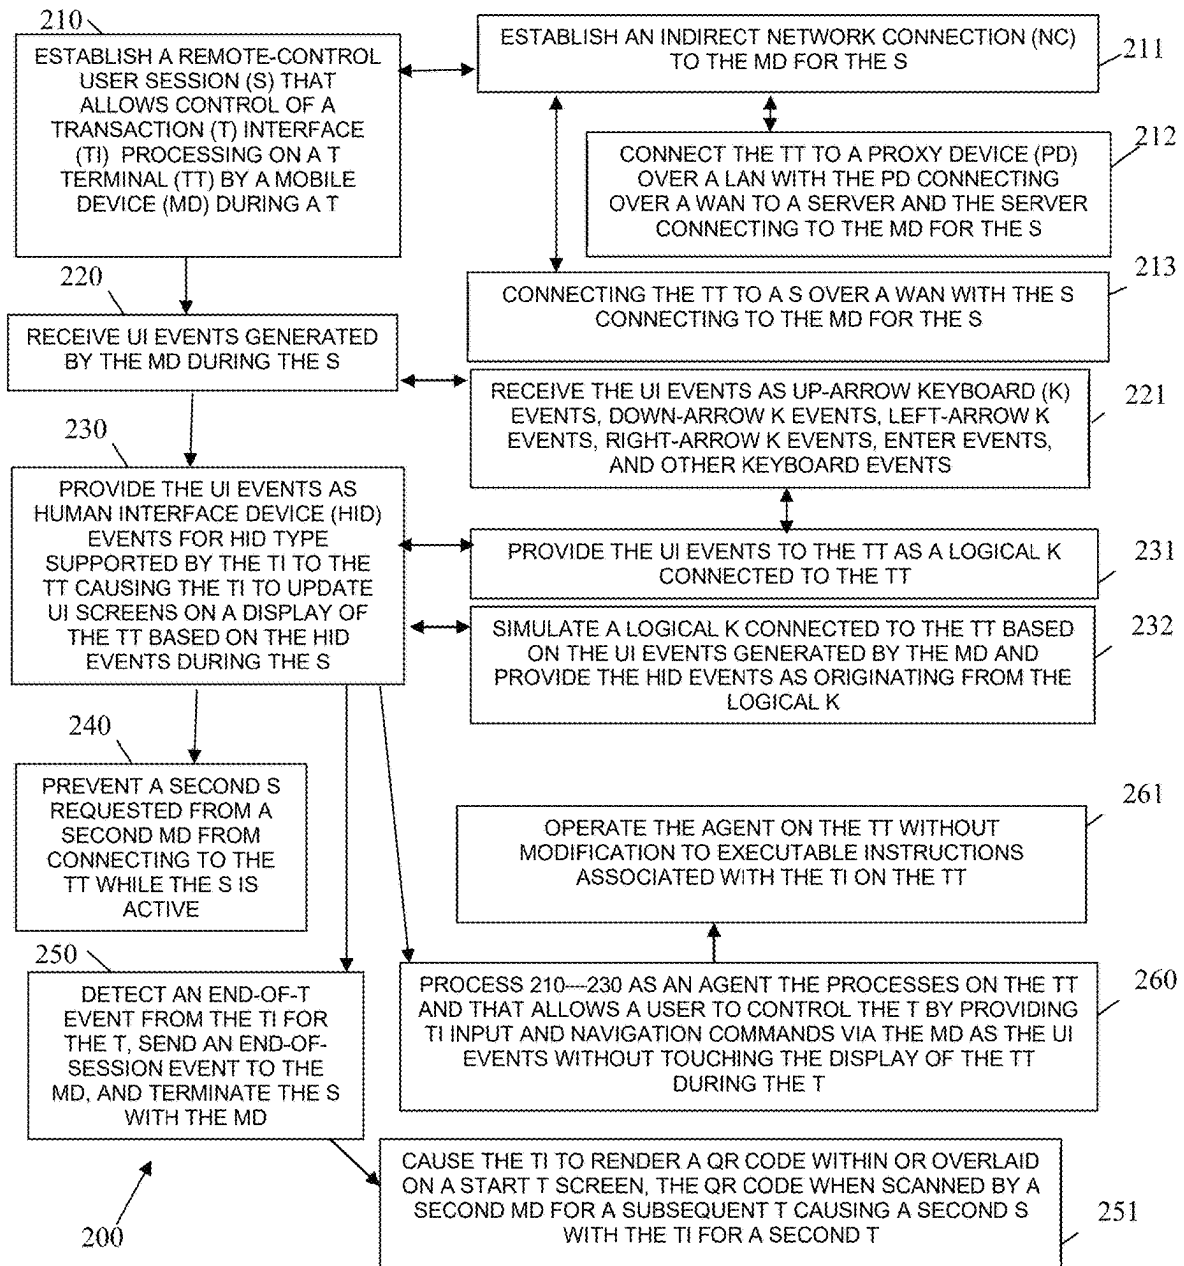 210
ESTABLISH A REMOTE-CONTROL
USER SESSION (S) THAT
ALLOWS CONTROL OF A
TRANSACTION (T) INTERFACE
(TI) PROCESSING ON A T
TERMINAL (TT) BY A MOBILE
DEVICE (MD) DURING A T
ESTABLISH AN INDIRECT NETWORK CONNECTION (NC)
TO THE MD FOR THE S
211
212
CONNECT THE TT TO A PROXY DEVICE (PD)
OVER A LAN WITH THE PD CONNECTING
OVER A WAN TO A SERVER AND THE SERVER
CONNECTING TO THE MD FOR THE S
213
CONNECTING THE TT TO A S OVER A WAN WITH THE S
CONNECTING TO THE MD FOR THE S
220
RECEIVE UI EVENTS GENERATED
BY THE MD DURING THE S
RECEIVE THE UI EVENTS AS UP-ARROW KEYBOARD (K)
EVENTS, DOWN-ARROW K EVENTS, LEFT-ARROW K
EVENTS, RIGHT-ARROW K EVENTS, ENTER EVENTS,
AND OTHER KEYBOARD EVENTS
221
230
PROVIDE THE UI EVENTS AS
HUMAN INTERFACE DEVICE (HID)
EVENTS FOR HID TYPE
SUPPORTED BY THE TI TO THE
TT CAUSING THE TI TO UPDATE
UI SCREENS ON A DISPLAY OF
THE TT BASED ON THE HID
EVENTS DURING THE S
PROVIDE THE UI EVENTS TO THE TT AS A LOGICAL K
CONNECTED TO THE TT
231
SIMULATE A LOGICAL K CONNECTED TO THE TT BASED
ON THE UI EVENTS GENERATED BY THE MD AND
PROVIDE THE HID EVENTS AS ORIGINATING FROM THE
LOGICAL K
232
240
PREVENT A SECOND S
REQUESTED FROM A
SECOND MD FROM
CONNECTING TO THE
TT WHILE THE S IS
ACTIVE
261
OPERATE THE AGENT ON THE TT WITHOUT
MODIFICATION TO EXECUTABLE INSTRUCTIONS
ASSOCIATED WITH THE TI ON THE TT
250
DETECT AN END-OF-T
EVENT FROM THE TI FOR
THE T, SEND AN END-OF-
SESSION EVENT TO THE
MD, AND TERMINATE THE S
WITH THE MD
PROCESS 210---230 AS AN AGENT THE PROCESSES ON THE TT
AND THAT ALLOWS A USER TO CONTROL THE T BY PROVIDING
TI INPUT AND NAVIGATION COMMANDS VIA THE MD AS THE UI
EVENTS WITHOUT TOUCHING THE DISPLAY OF THE TT
DURING THE T
260
CAUSE THE TI TO RENDER A QR CODE WITHIN OR OVERLAID
ON A START T SCREEN, THE QR CODE WHEN SCANNED BY A
SECOND MD FOR A SUBSEQUENT T CAUSING A SECOND S
WITH THE TI FOR A SECOND T
251
200